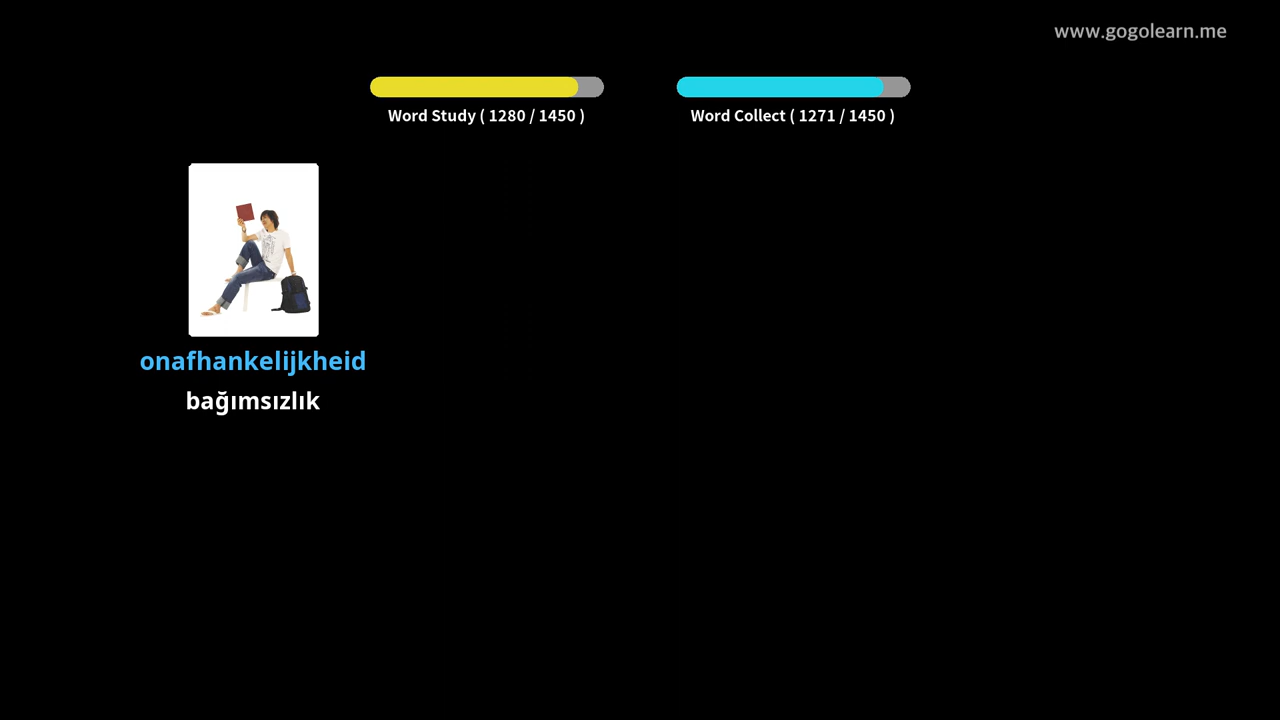 www.gogolearn.me
Word Study ( 1280 / 1450 )
Word Collect ( 1271 / 1450 )
onafhankelijkheid
bağımsızlık